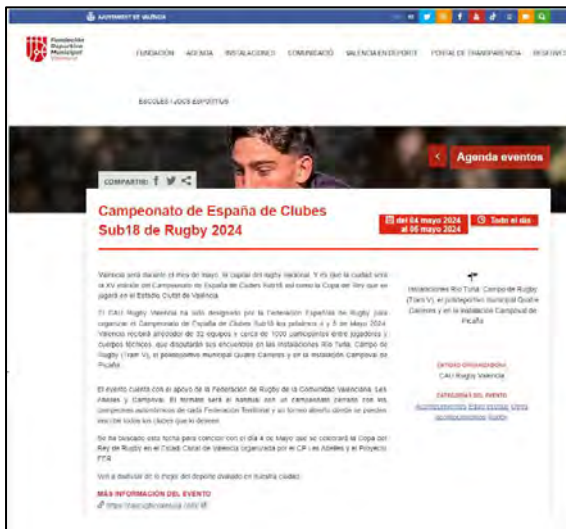 AJUNTAMENT DE VALÈNCIA
Fundación
Deportiva
Municipal
Valencia
FUNDACIÓN AGENDA INSTALACIONES COMUNICACIÓ VALENCIA EN DEPORTE PORTAL DE TRANSPARENCIA
ESCOLES I JOCS ESPORTIUS
Agenda eventos
COMPARTIR:
Campeonato de España de Clubes
Sub18 de Rugby 2024
del 04 mayo 2024
al 05 mayo 2024
Todo el día
Valencia será durante el mes de mayo, la capital del rugby nacional. Y es que la ciudad será
la XV edición del Campeonato de España de Clubes Sub18 así como la Copa del Rey que se
jugará en el Estadio Ciutat de Valencia.
El CAU Rugby Valencia ha sido designado por la Federación Española de Rugby para
organizar el Campeonato de España de Clubes Sub18 los próximos 4 y 5 de Mayo 2024.
Valencia recibirá alrededor de 32 equipos y cerca de 1000 participantes entre jugadores y
cuerpos técnicos, que disputarán sus encuentros en las instalaciones Río Turia, Campo de
Rugby (Tram V), el polideportivo municipal Quatre Carreres y en la instalación Campoval de
Picaña.
El evento cuenta con el apoyo de la Federación de Rugby de la Comunidad Valenciana, Les
Abelles y Campoval. El formato será el habitual con un campeonato cerrado con los
campeones autonómicos de cada Federación Territorial y un torneo abierto donde se pueden
inscribir todos los clubes que lo deseen.
Se ha buscado esta fecha para coincidir con el día 4 de Mayo que se celebrará la Copa del
Rey de Rugby en el Estadi Ciutat de Valencia organizada por el CP Les Abelles y el Proyecto
FER.
Ven a disfrutar de lo mejor del deporte ovalado en nuestra ciudad.
MÁS INFORMACIÓN DEL EVENTO
https://caurugbyvalencia.com/
Instalaciones Río Turia, Campo de Rugby
(Tram V), el polideportivo municipal Quatre
Carreres y en la instalación Campoval de
Picaña
ENTIDAD ORGANIZADORA
CAU Rugby Valencia
CATEGORÍAS DEL EVENTO